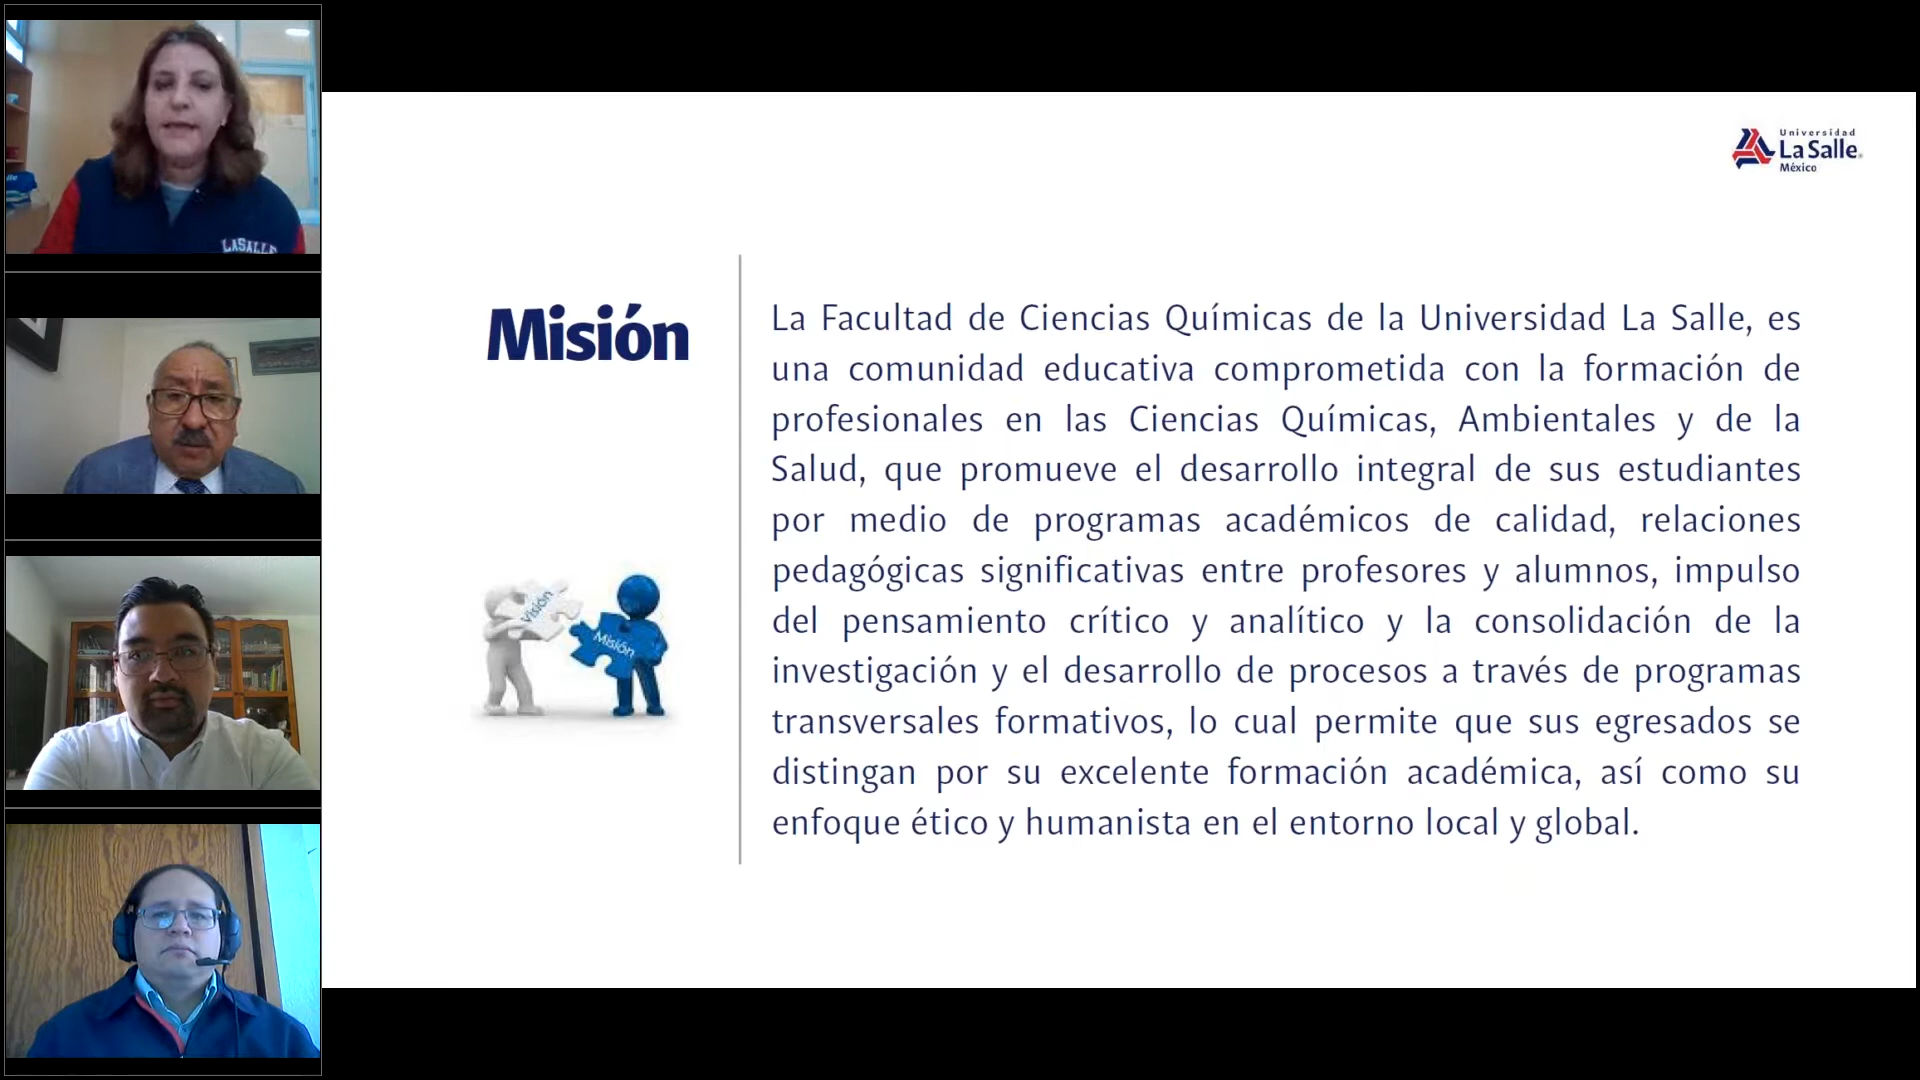 Universidad
La Salle
México
LASALLE
Misión
La Facultad de Ciencias Químicas de la Universidad La Salle, es
una comunidad educativa comprometida con la formación de
profesionales en las Ciencias Químicas, Ambientales y de la
Salud, que promueve el desarrollo integral de sus estudiantes
por medio de programas académicos de calidad, relaciones
pedagógicas significativas entre profesores y alumnos, impulso
del pensamiento crítico y analítico y la consolidación de la
investigación y el desarrollo de procesos a través de programas
transversales formativos, lo cual permite que sus egresados se
distingan por su excelente formación académica, así como su
enfoque ético y humanista en el entorno local y global.
Visión
Misión